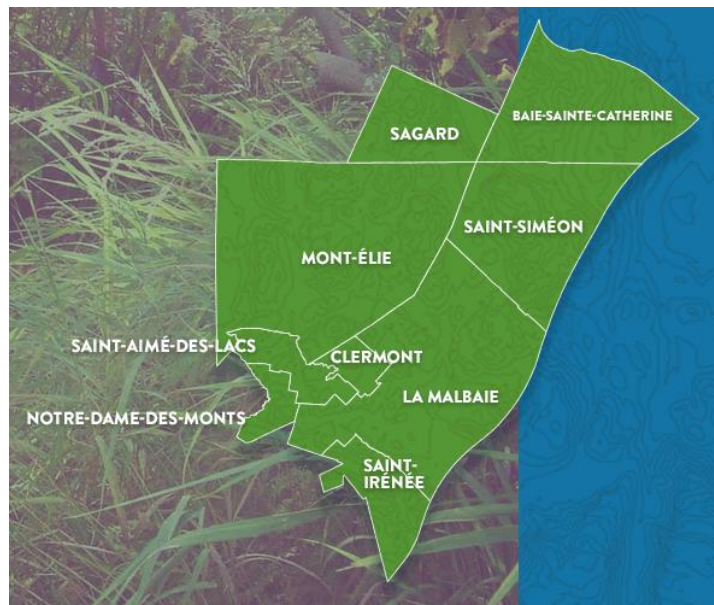 BAIE-SAINTE-CATHERINE
SAGARD
SAINT-SIMÉON
MONT-ÉLIE
SAINT-AIMÉ-DES-LACS
CLERMONT
LA MALBAIE
NOTRE-DAME-DES-MONTS
SAINT-
IRÉNÉE